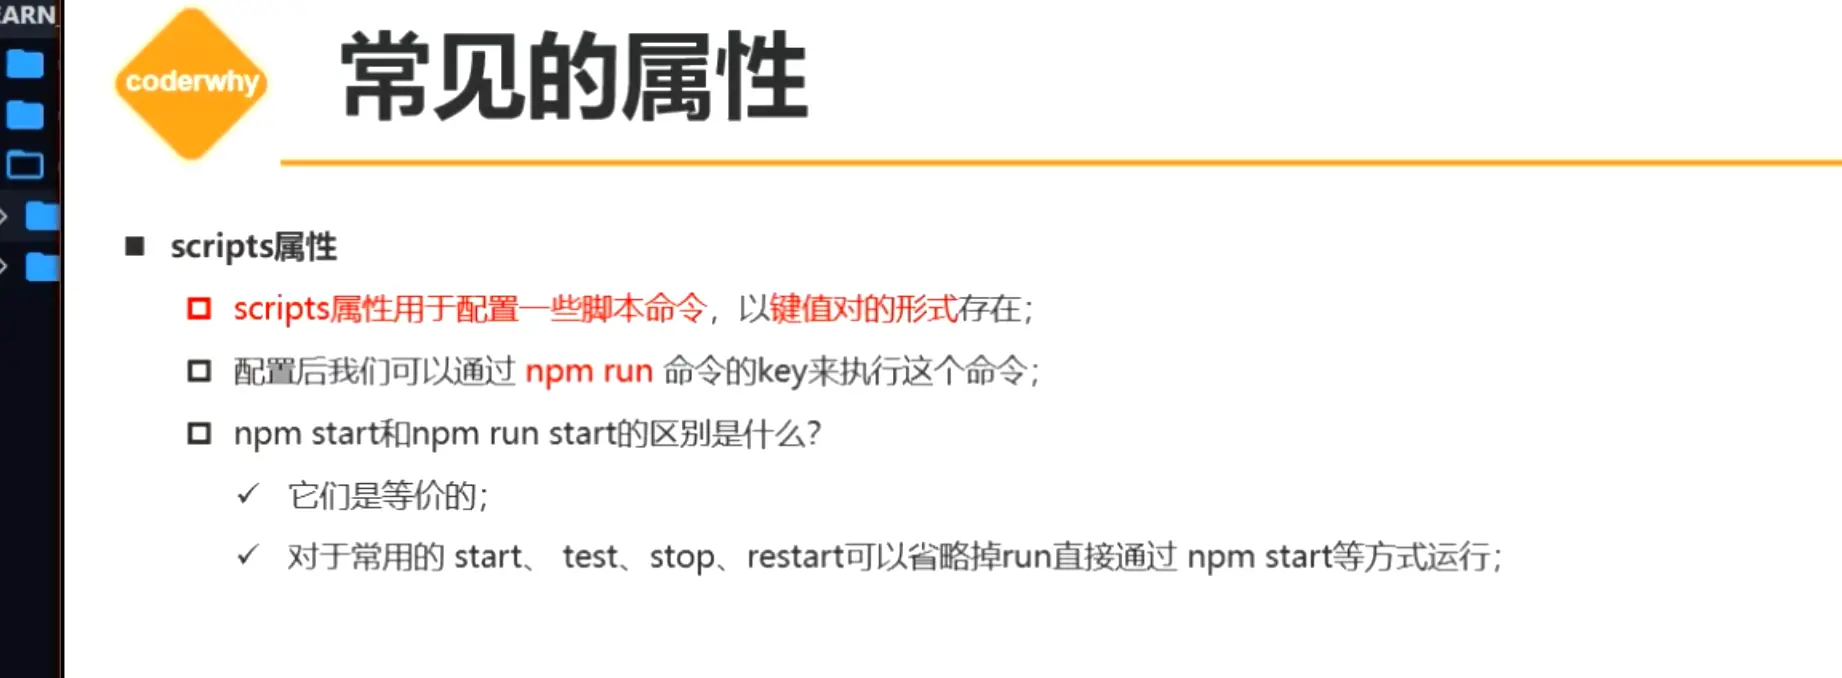 EARN_
coderwhy
常见的属性
scripts属性
scripts属性用于配置一些脚本命令，以键值对的形式存在；
配置后我们可以通过 npm run 命令的key来执行这个命令；
npm start和npm run start的区别是什么？
它们是等价的；
对于常用的 start、 test、stop、restart可以省略掉run直接通过 npm start等方式运行；